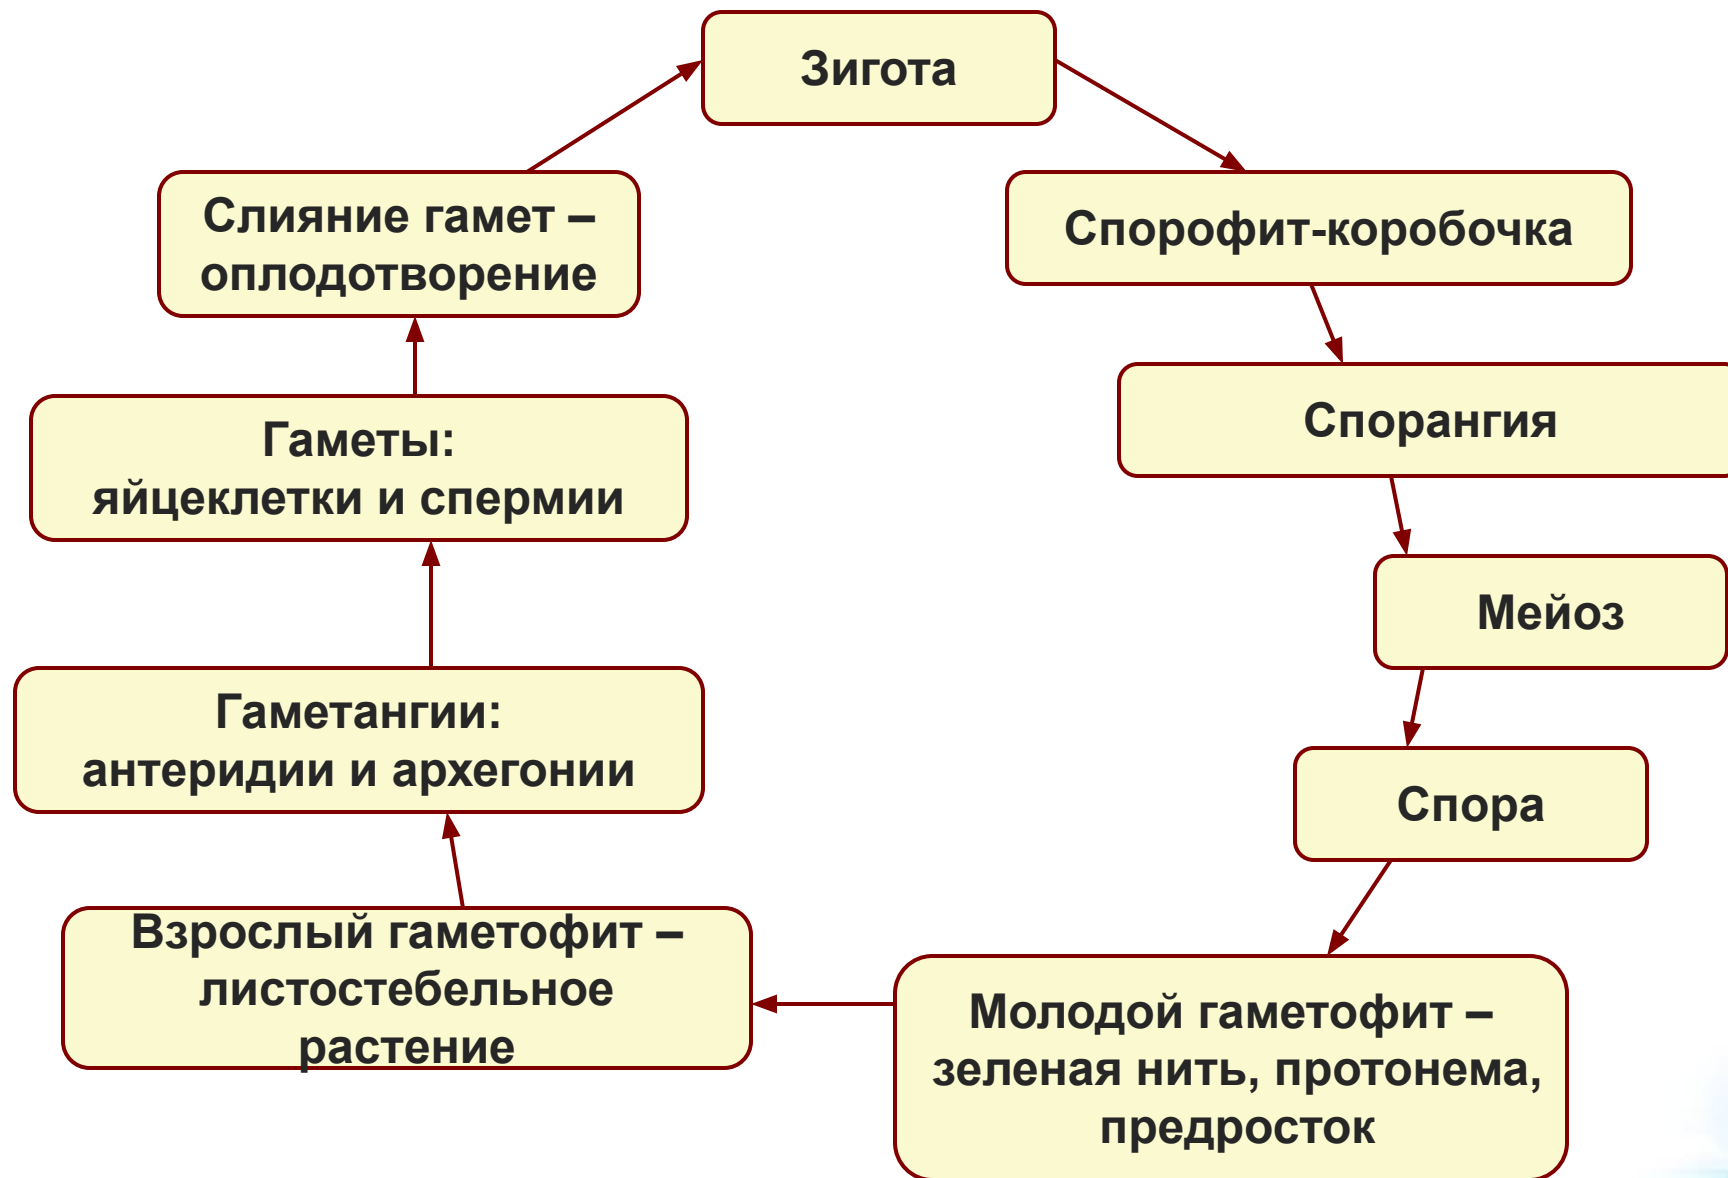 Зигота
Слияние гамет –
оплодотворение
Спорофит-коробочка
Гаметы:
яйцеклетки и спермии
Спорангия
Мейоз
Гаметангии:
антеридии и архегонии
Спора
Взрослый гаметофит –
листостебельное
растение
Молодой гаметофит –
зеленая нить, протонема,
предросток